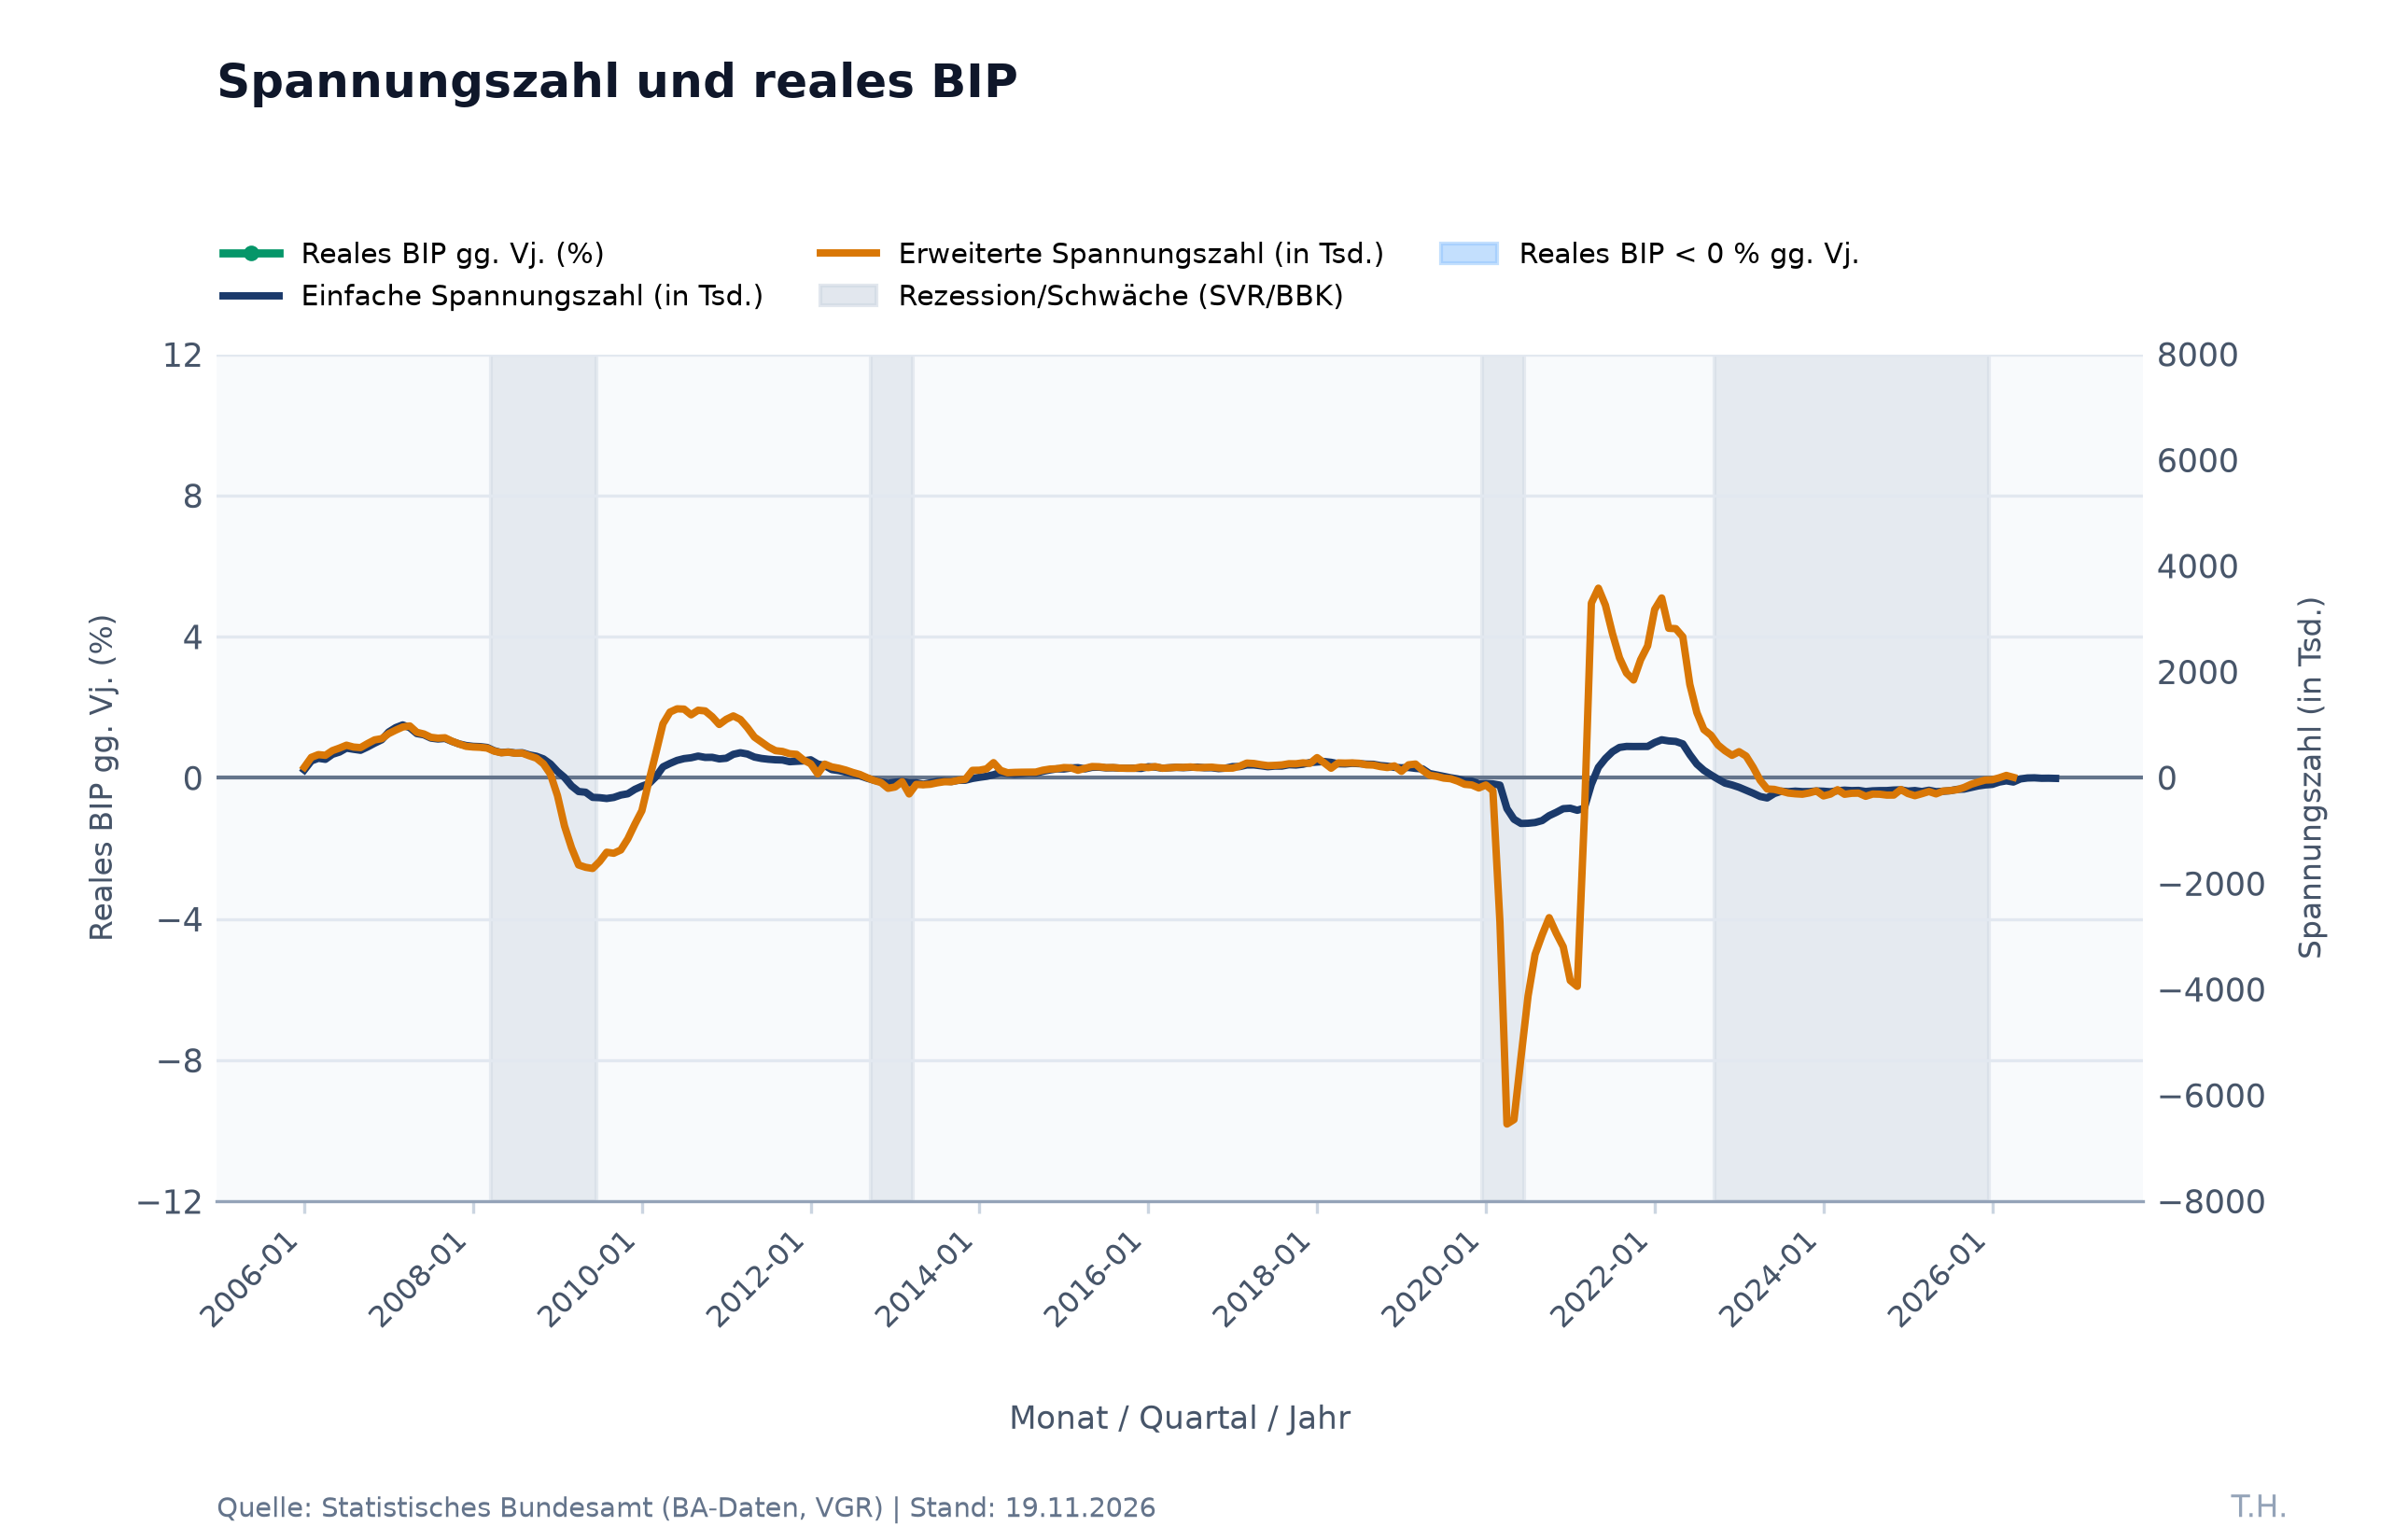 Spannungszahl und reales BIP
Reales BIP gg. Vj. (%)
Erweiterte Spannungszahl (in Tsd.)
Reales BIP < 0 % gg. Vj.
Einfache Spannungszahl (in Tsd.)
Rezession/Schwäche (SVR/BBK)
12
8
4
0
−4
−8
−12
Reales BIP gg. Vj. (%)
8000
6000
4000
2000
0
−2000
−4000
−6000
−8000
Spannungszahl (in Tsd.)
2006-01
2008-01
2010-01
2012-01
2014-01
2016-01
2018-01
2020-01
2022-01
2024-01
2026-01
Monat / Quartal / Jahr
Quelle: Statistisches Bundesamt (BA-Daten, VGR) | Stand: 19.11.2026
T.H.